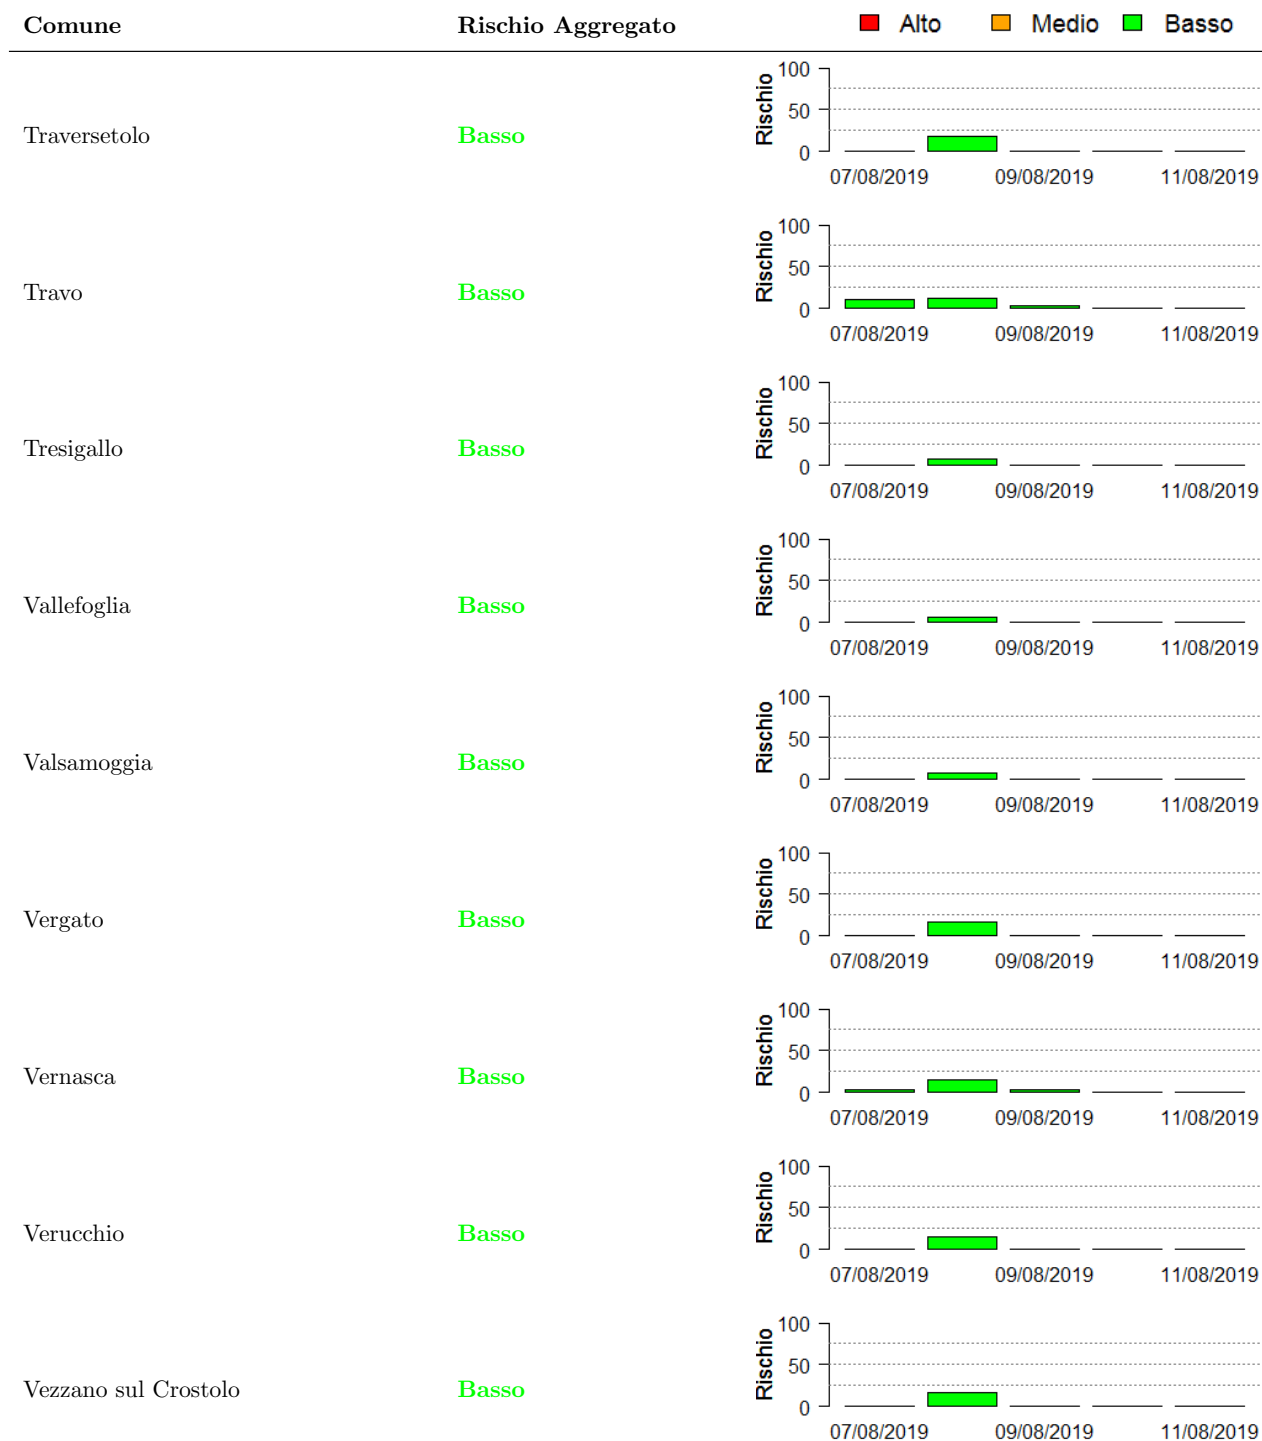 Comune Rischio Aggregato Alto Medio Basso
Traversetolo Basso
Rischio
100
50
0
07/08/2019 09/08/2019 11/08/2019
Travo Basso
Rischio
100
50
0
07/08/2019 09/08/2019 11/08/2019
Tresigallo Basso
Rischio
100
50
0
07/08/2019 09/08/2019 11/08/2019
Vallefoglia Basso
Rischio
100
50
0
07/08/2019 09/08/2019 11/08/2019
Valsamoggia Basso
Rischio
100
50
0
07/08/2019 09/08/2019 11/08/2019
Vergato Basso
Rischio
100
50
0
07/08/2019 09/08/2019 11/08/2019
Vernasca Basso
Rischio
100
50
0
07/08/2019 09/08/2019 11/08/2019
Verucchio Basso
Rischio
100
50
0
07/08/2019 09/08/2019 11/08/2019
Vezzano sul Crostolo Basso
Rischio
100
50
0
07/08/2019 09/08/2019 11/08/2019